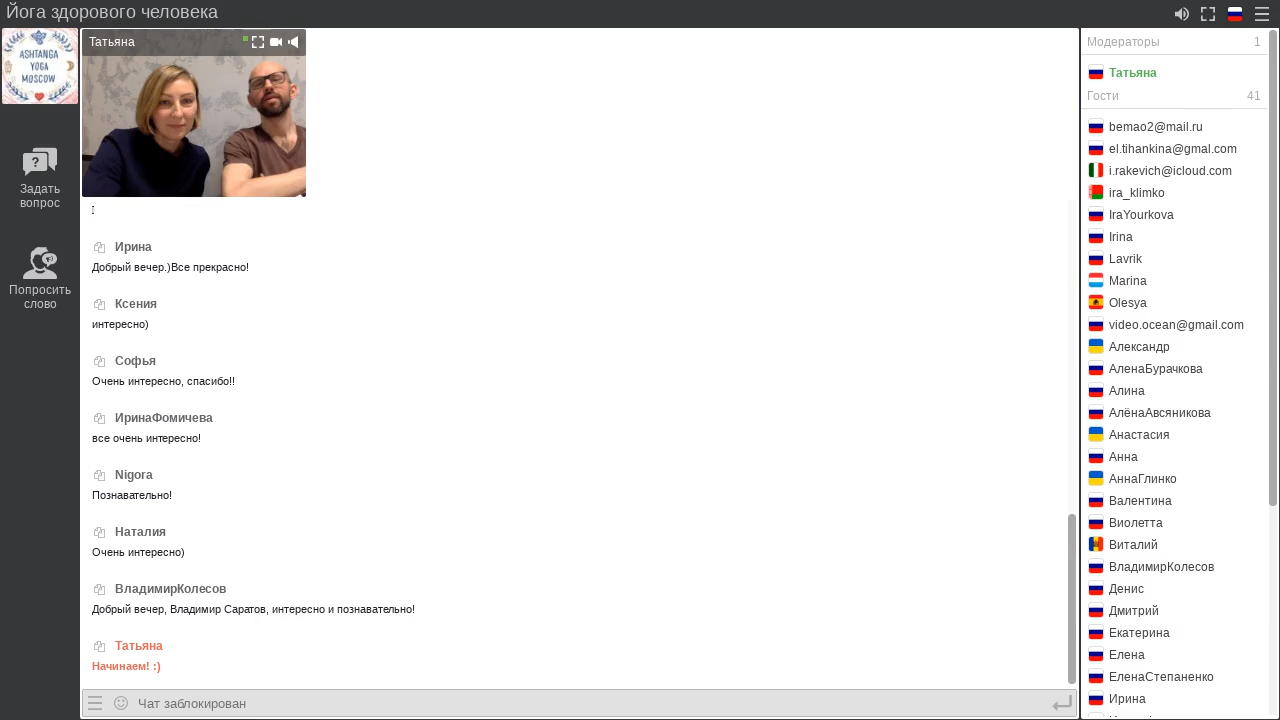 Йога здорового человека
ASHTANGA
YOGA
MOSCOW
Задать
вопрос
Попросить
слово
Татьяна
Ирина
Добрый вечер.)Все прекрасно!
Ксения
интересно)
Софья
Очень интересно, спасибо!!
ИринаФомичева
все очень интересно!
Nigora
Познавательно!
Наталия
Очень интересно)
ВладимирКолесов
Добрый вечер, Владимир Саратов, интересно и познавательно!
Татьяна
Начинаем! :)
Чат заблокирован
Модераторы 1
Татьяна
Гости 41
bemao2@mail.ru
el.tihankina@gmal.com
i.rakevich@icloud.com
ira_klimko
IraYourkova
Irina
Lavrik
Marina
Olesya
video.ocean@gmail.com
Александр
АленаБурачкова
Алина
АлёнаАвсяникова
Анастасия
Анна
АннаГлинко
Валентина
Виолетта
Виталий
ВладимирКолесов
Денис
Дмитрий
Екатерина
Елена
ЕленаСтепаненко
Ирина